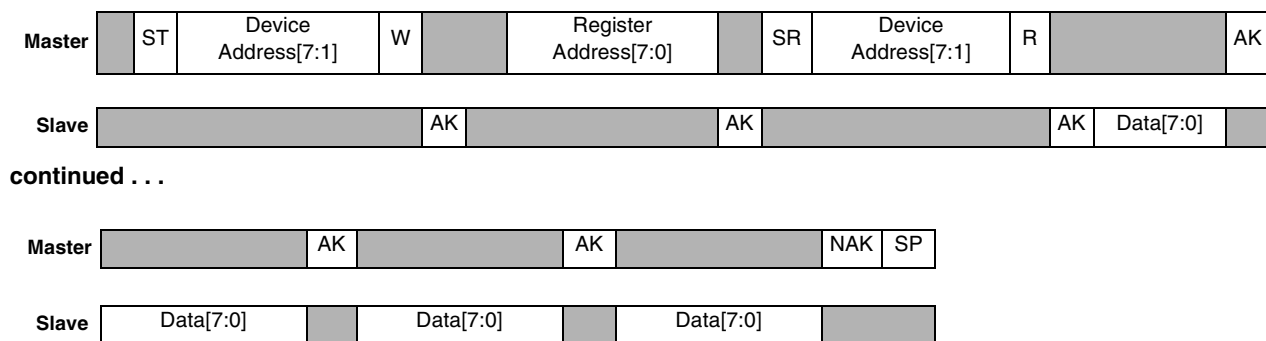 Master ST Device Address[7:1] W Register Address[7:0] SR Device Address[7:1] R AK
Slave AK AK AK Data[7:0]
continued . . .
Master AK AK NAK SP
Slave Data[7:0] Data[7:0] Data[7:0]